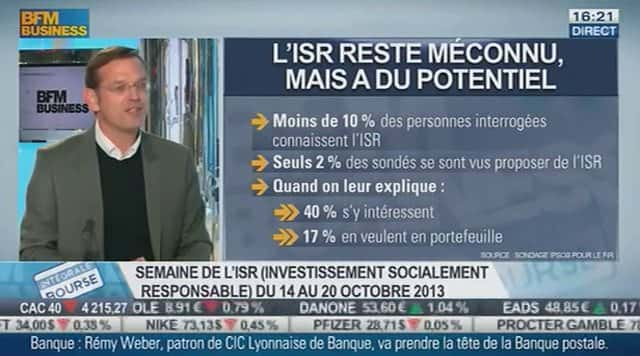 BFM
BUSINESS
16:21
DIRECT
BFM
BUSINESS
L'ISR RESTE MÉCONNU,
MAIS A DU POTENTIEL
Moins de 10 % des personnes interrogées
connaissent l'ISR
Seuls 2 % des sondés se sont vus proposer de l'ISR
Quand on leur explique :
40 % s'y intéressent
17 % en veulent en portefeuille
SOURCE : SONDAGE IPSOS POUR LE FIR
INTÉGRALE
BOURSE
SEMAINE DE L'ISR (INVESTISSEMENT SOCIALEMENT
RESPONSABLE) DU 14 AU 20 OCTOBRE 2013
CAC 40 4 215,27 OLE 8.91 € 0,79 % DANONE 53,60 € 1,04 % EADS 48,85 € 0,17
FT 34,00 $ 0,38 % NIKE 73,13 $ 0,45 % PFIZER 28,71 $ 0,05 % PROCTER GAMBLE
Banque : Rémy Weber, patron de CIC Lyonnaise de Banque, va prendre la tête de la Banque postale.